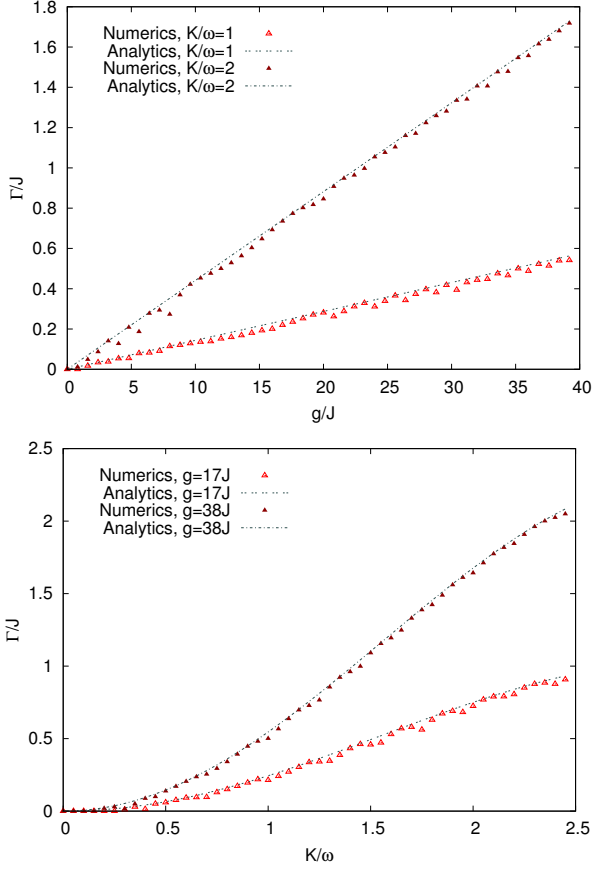 1.8
1.6
1.4
1.2
1
0.8
0.6
0.4
0.2
0
Γ/J
Numerics, K/ω=1
Analytics, K/ω=1
Numerics, K/ω=2
Analytics, K/ω=2
0 5 10 15 20 25 30 35 40
g/J
2.5
2
1.5
1
0.5
0
Γ/J
Numerics, g=17J
Analytics, g=17J
Numerics, g=38J
Analytics, g=38J
0 0.5 1 1.5 2 2.5
K/ω